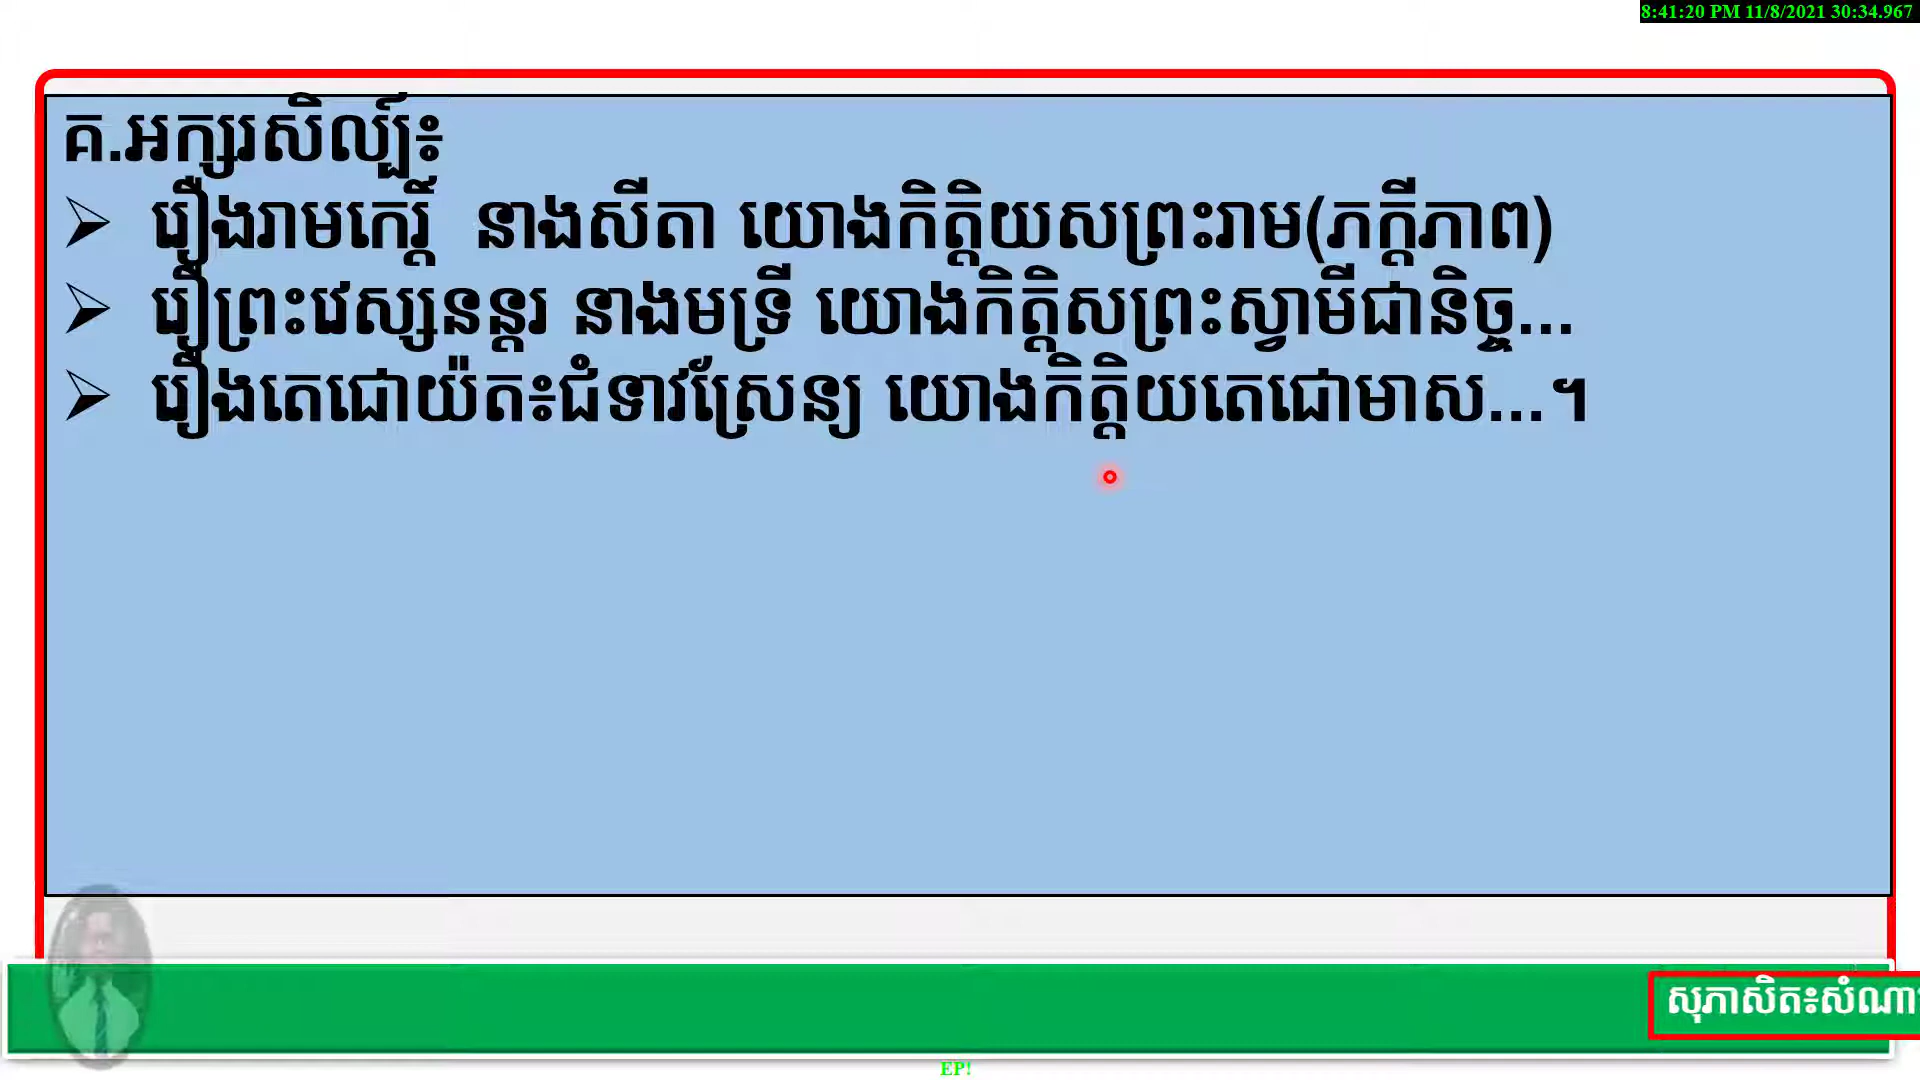 8:41:20 PM 11/8/2021 30:34.967
គ.អក្សរសិល្ប៍៖
➢ រឿងរាមកេរ្តិ៍ នាងសីតា យោងកិត្តិយសព្រះរាម(ភក្តីភាព)
➢ រឿព្រះវេស្សនន្តរ នាងមទ្រី យោងកិត្តិសព្រះស្វាមីជានិច្ច...
➢ រឿងតេជោយ៉ត៖ជំទាវស្រែន្យ យោងកិត្តិយតេជោមាស...។
សុភាសិត៖សំណា
EP!